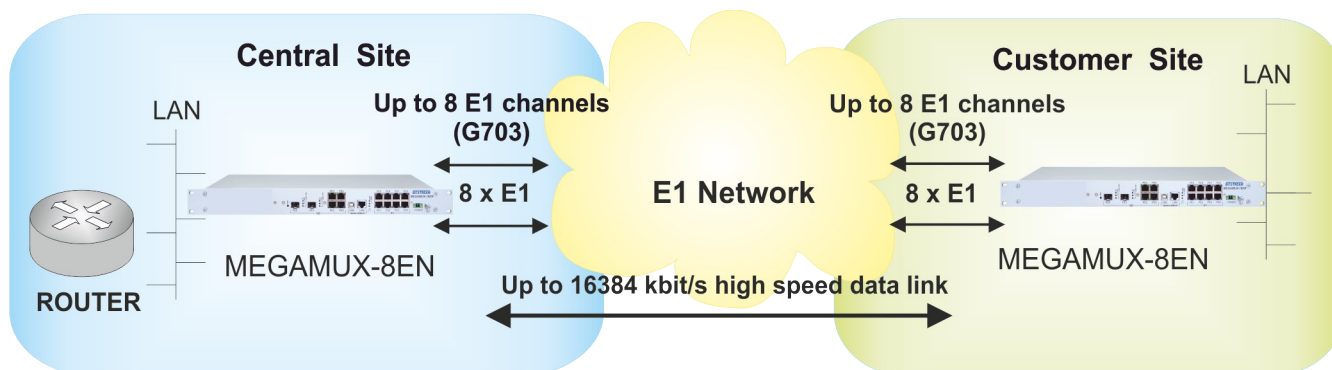 Central Site
LAN
Up to 8 E1 channels
(G703)
8 x E1
MEGAMUX-8EN
ROUTER
E1 Network
Up to 16384 kbit/s high speed data link
Customer Site
LAN
Up to 8 E1 channels
(G703)
8 x E1
MEGAMUX-8EN